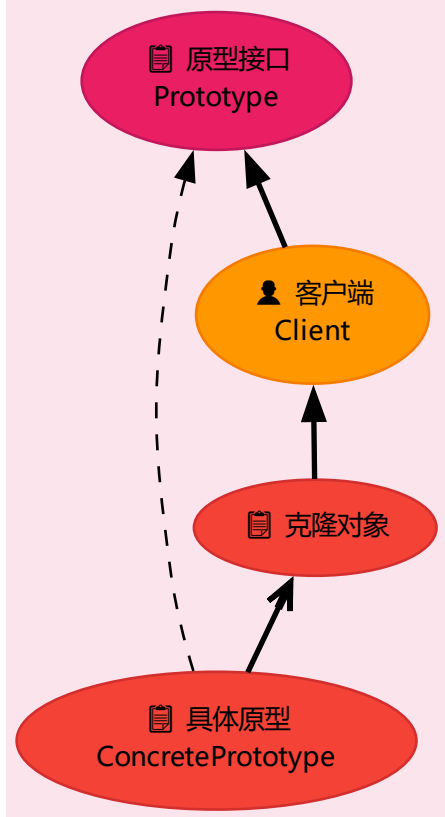 📋 原型接口
Prototype
👤 客户端
Client
📋 克隆对象
📋 具体原型
ConcretePrototype